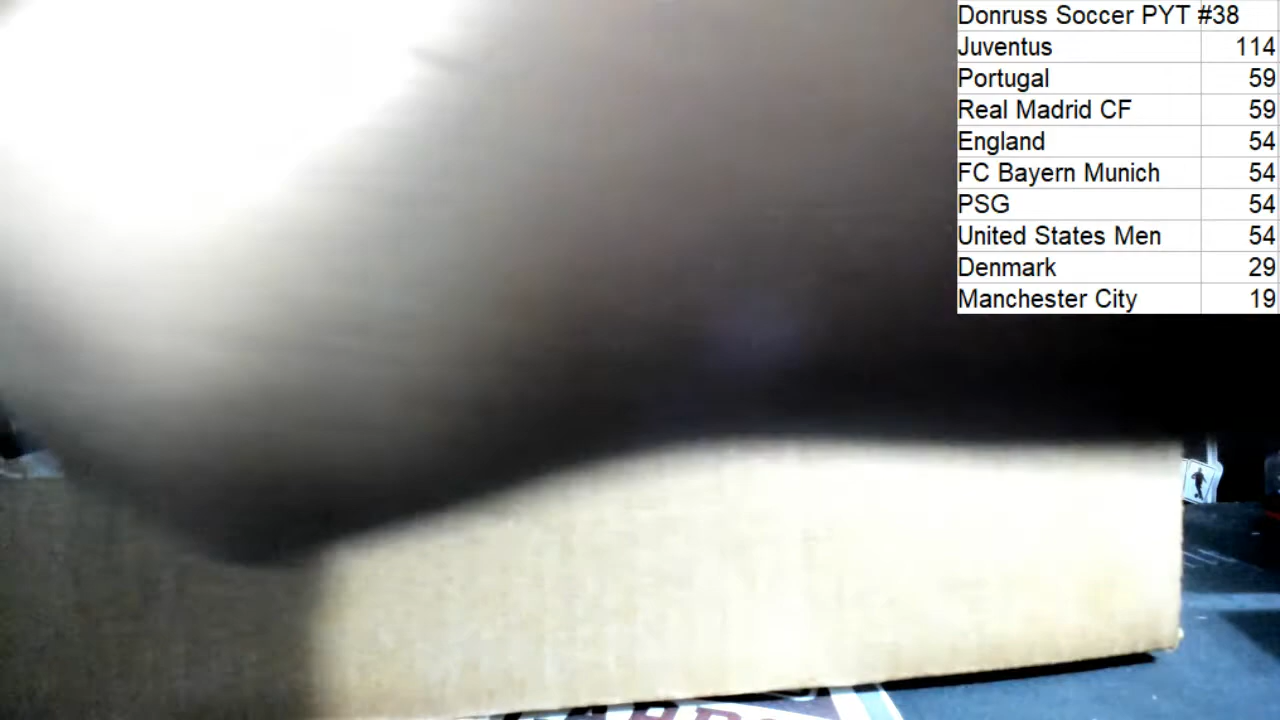 Donruss Soccer PYT #38
Juventus 114
Portugal 59
Real Madrid CF 59
England 54
FC Bayern Munich 54
PSG 54
United States Men 54
Denmark 29
Manchester City 19